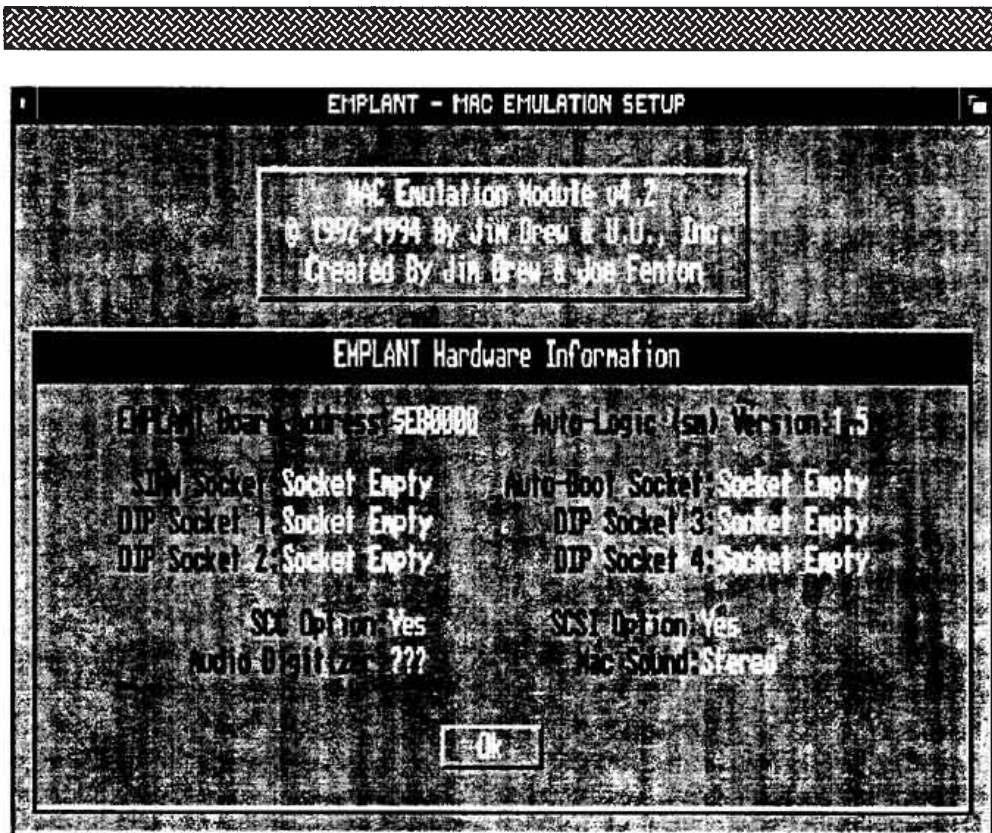 EMPLANT - MAC EMULATION SETUP
MAC Emulation Module v4.2
© 1992-1994 By Jim Drew & U.U., Inc.
Created By Jim Drew & Joe Fenton
EMPLANT Hardware Information
EMPLANT Board Address: $EB0000 Auto-Logic (sm) Version: 1.5
SIMM Socket: Socket Empty Auto-Boot Socket: Socket Empty
DIP Socket 1: Socket Empty DIP Socket 3: Socket Empty
DIP Socket 2: Socket Empty DIP Socket 4: Socket Empty
SCC Option: Yes SCSI Option: Yes
Audio Digitizer: ??? Mac Sound: Stereo
Ok